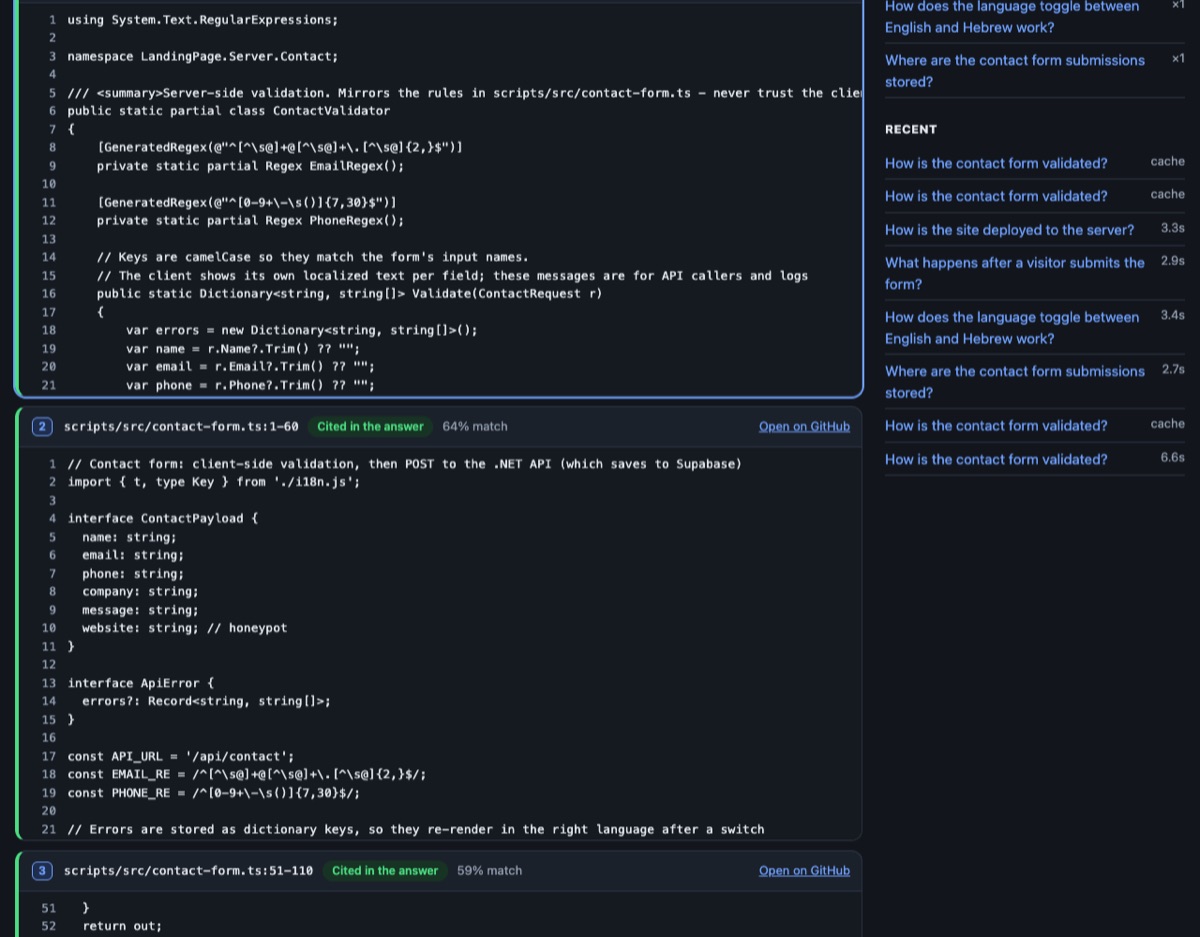 1 using System.Text.RegularExpressions;
2
3 namespace LandingPage.Server.Contact;
4
5 /// <summary>Server-side validation. Mirrors the rules in scripts/src/contact-form.ts – never trust the clie
6 public static partial class ContactValidator
7 {
8     [GeneratedRegex(@"^[^\s@]+@[^\s@]+\.[^\s@]{2,}$")]
9     private static partial Regex EmailRegex();
10
11     [GeneratedRegex(@"^[0-9+\-\s()]{7,30}$")]
12     private static partial Regex PhoneRegex();
13
14     // Keys are camelCase so they match the form's input names.
15     // The client shows its own localized text per field; these messages are for API callers and logs
16     public static Dictionary<string, string[]> Validate(ContactRequest r)
17     {
18         var errors = new Dictionary<string, string[]>();
19         var name = r.Name?.Trim() ?? "";
20         var email = r.Email?.Trim() ?? "";
21         var phone = r.Phone?.Trim() ?? "";
2 scripts/src/contact-form.ts:1-60 Cited in the answer 64% match Open on GitHub
1 // Contact form: client-side validation, then POST to the .NET API (which saves to Supabase)
2 import { t, type Key } from './i18n.js';
3
4 interface ContactPayload {
5   name: string;
6   email: string;
7   phone: string;
8   company: string;
9   message: string;
10   website: string; // honeypot
11 }
12
13 interface ApiError {
14   errors?: Record<string, string[]>;
15 }
16
17 const API_URL = '/api/contact';
18 const EMAIL_RE = /^[^\s@]+@[^\s@]+\.[^\s@]{2,}$/;
19 const PHONE_RE = /^[0-9+\-\s()]{7,30}$/;
20
21 // Errors are stored as dictionary keys, so they re-render in the right language after a switch
3 scripts/src/contact-form.ts:51-110 Cited in the answer 59% match Open on GitHub
51   }
52   return out;
How does the language toggle between ×1
English and Hebrew work?
Where are the contact form submissions ×1
stored?
RECENT
How is the contact form validated? cache
How is the contact form validated? cache
How is the site deployed to the server? 3.3s
What happens after a visitor submits the 2.9s
form?
How does the language toggle between 3.4s
English and Hebrew work?
Where are the contact form submissions 2.7s
stored?
How is the contact form validated? cache
How is the contact form validated? 6.6s